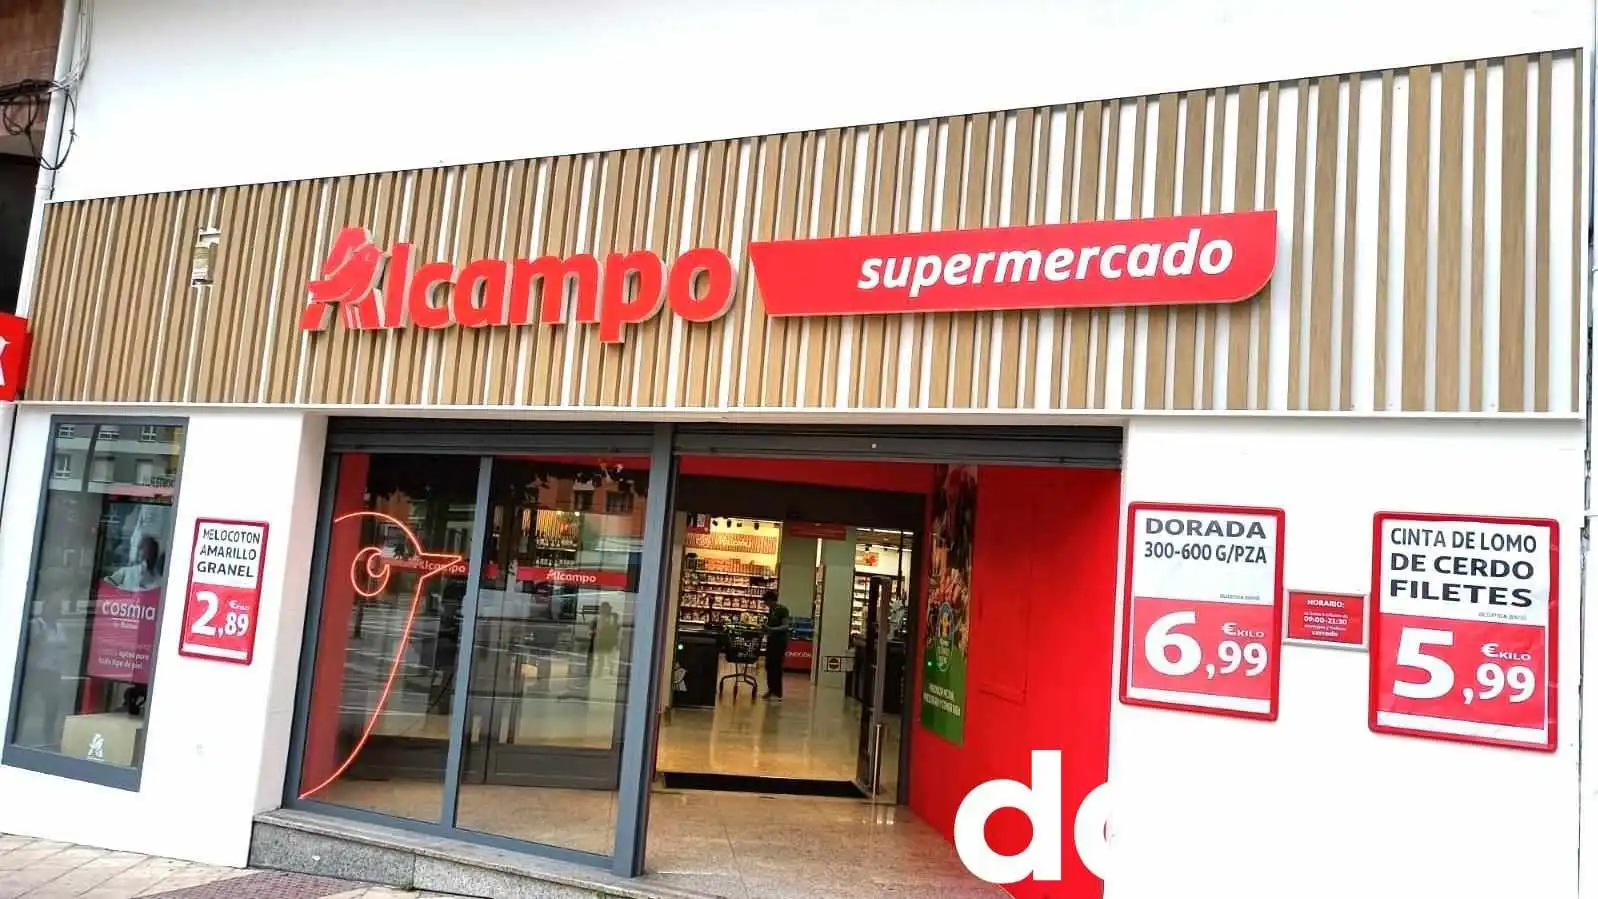 Alcampo
supermercado
MELOCOTON
AMARILLO
GRANEL
2,89
€KILO
cosmia
Alcampo
Alcampo
DORADA
300-600 G/PZA
6,99
€KILO
HORARIO:
09:00-21:30
cerrado
CINTA DE LOMO
DE CERDO
FILETES
5,99
€KILO